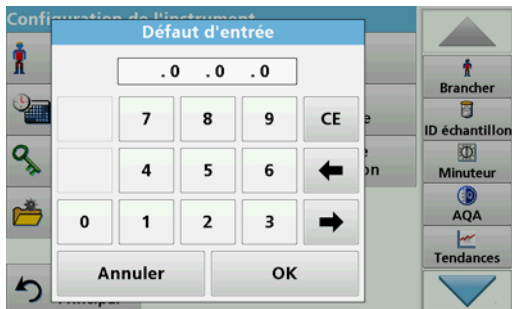 Configuration de l'instrument
Défaut d'entrée
. 0 . 0 . 0
7 8 9 CE
4 5 6
0 1 2 3
Annuler OK
Principal
Brancher
ID échantillon
Minuteur
AQA
Tendances